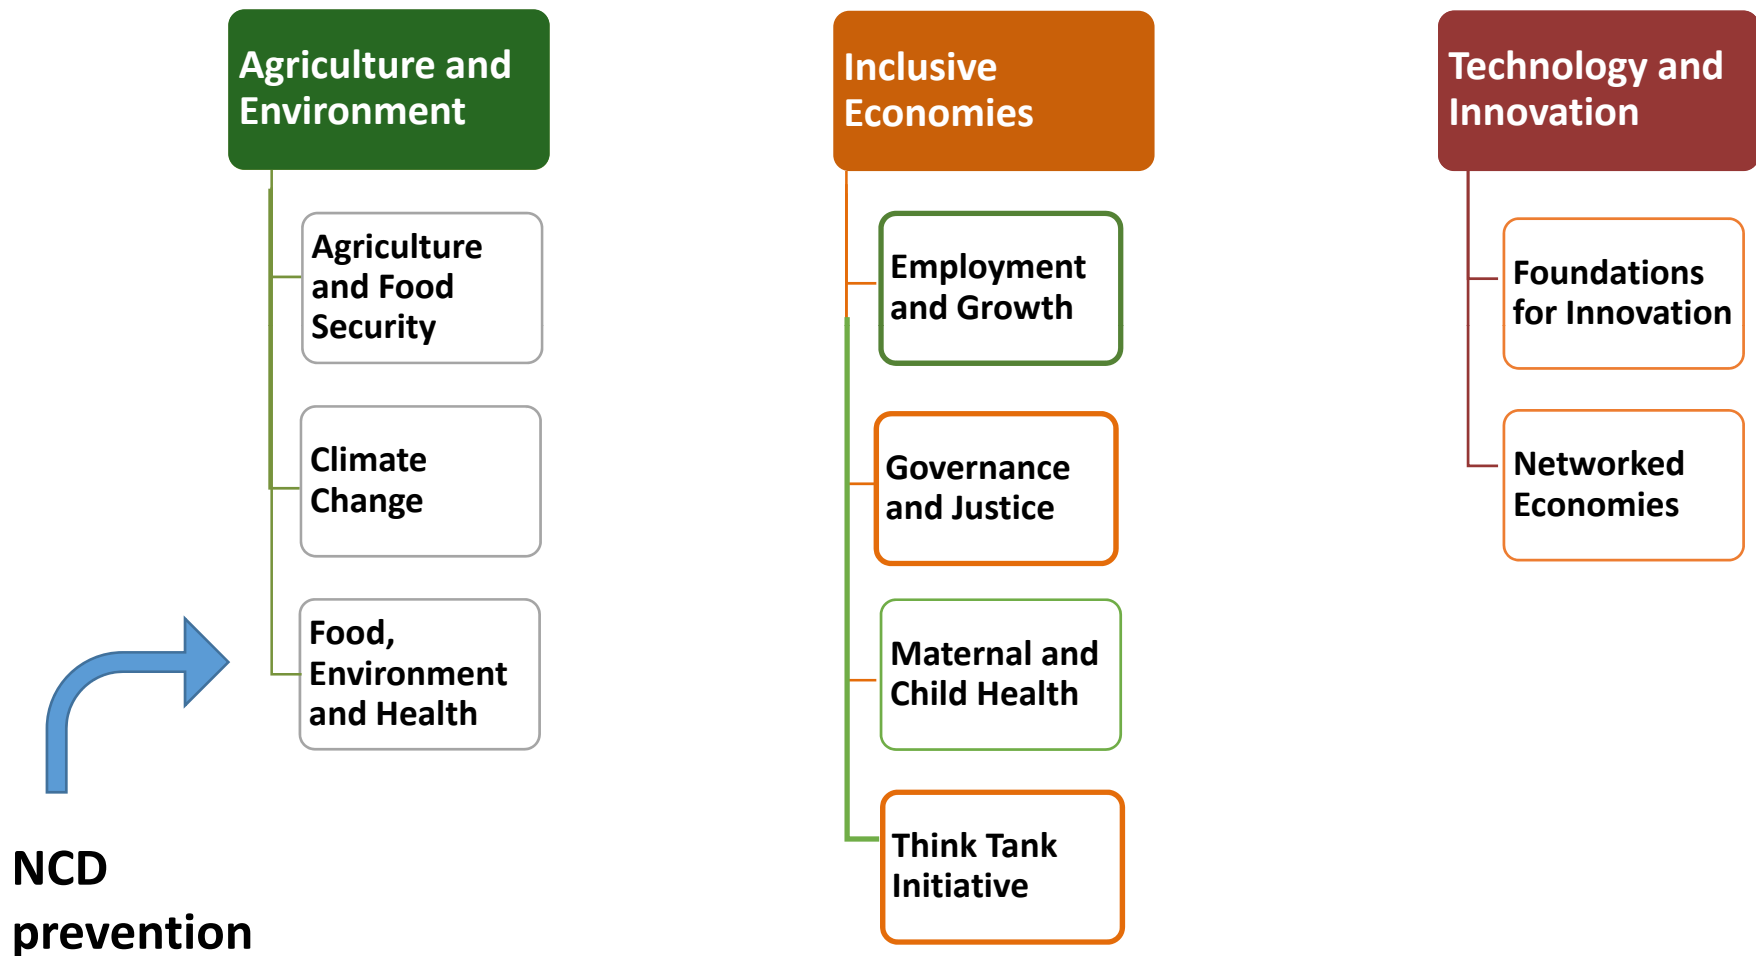 Agriculture and
Environment
Agriculture
and Food
Security
Climate
Change
Food,
Environment
and Health
NCD
prevention
Inclusive
Economies
Employment
and Growth
Governance
and Justice
Maternal and
Child Health
Think Tank
Initiative
Technology and
Innovation
Foundations
for Innovation
Networked
Economies